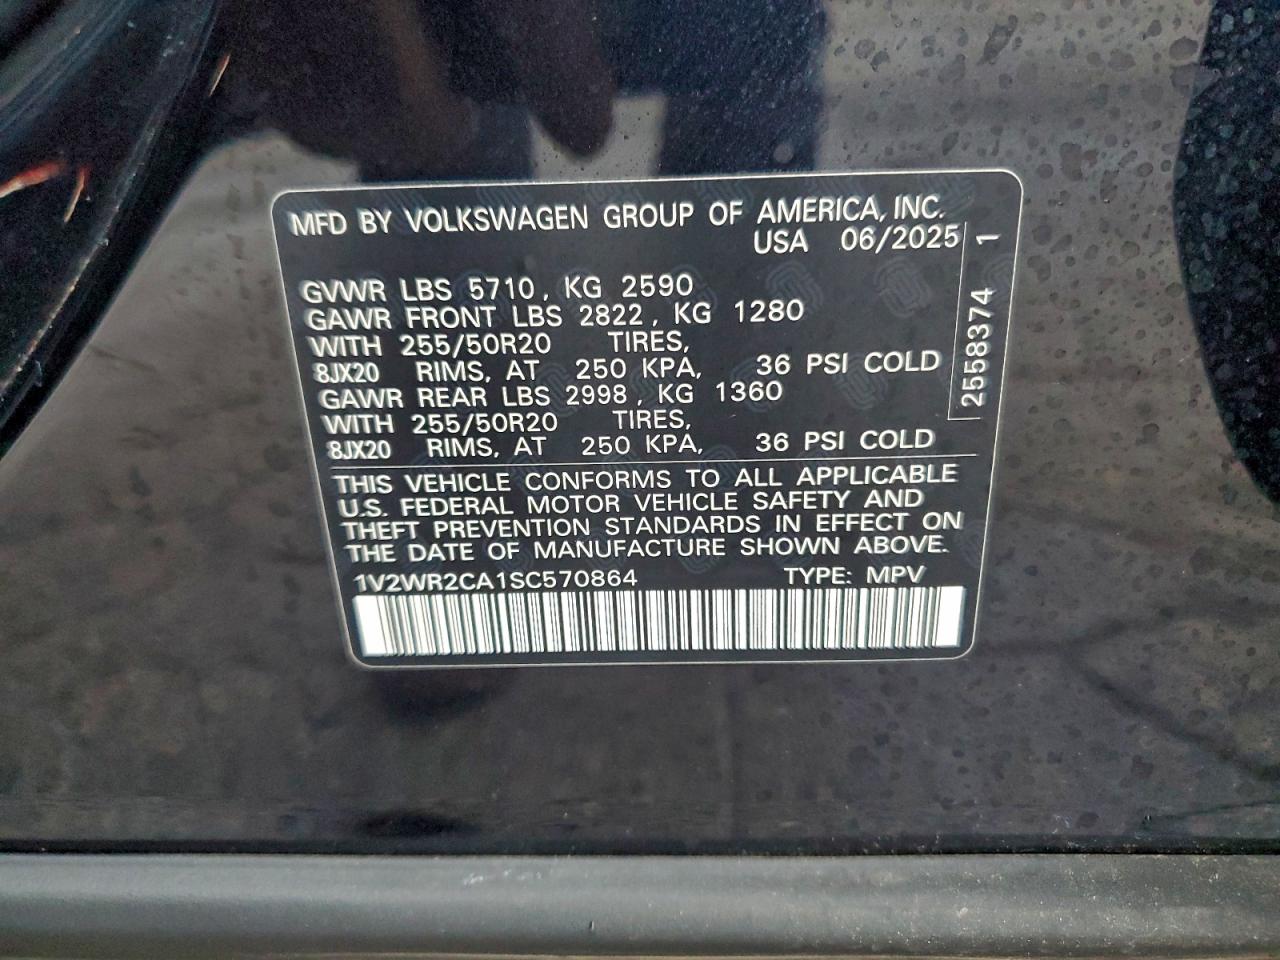 MFD BY VOLKSWAGEN GROUP OF AMERICA, INC.
USA 06/2025
GVWR LBS 5710, KG 2590
GAWR FRONT LBS 2822, KG 1280
WITH 255/50R20 TIRES,
8JX20 RIMS, AT 250 KPA, 36 PSI COLD
GAWR REAR LBS 2998, KG 1360
WITH 255/50R20 TIRES,
8JX20 RIMS, AT 250 KPA, 36 PSI COLD
2558374 1
THIS VEHICLE CONFORMS TO ALL APPLICABLE
U.S. FEDERAL MOTOR VEHICLE SAFETY AND
THEFT PREVENTION STANDARDS IN EFFECT ON
THE DATE OF MANUFACTURE SHOWN ABOVE.
1V2WR2CA1SC570864 TYPE: MPV